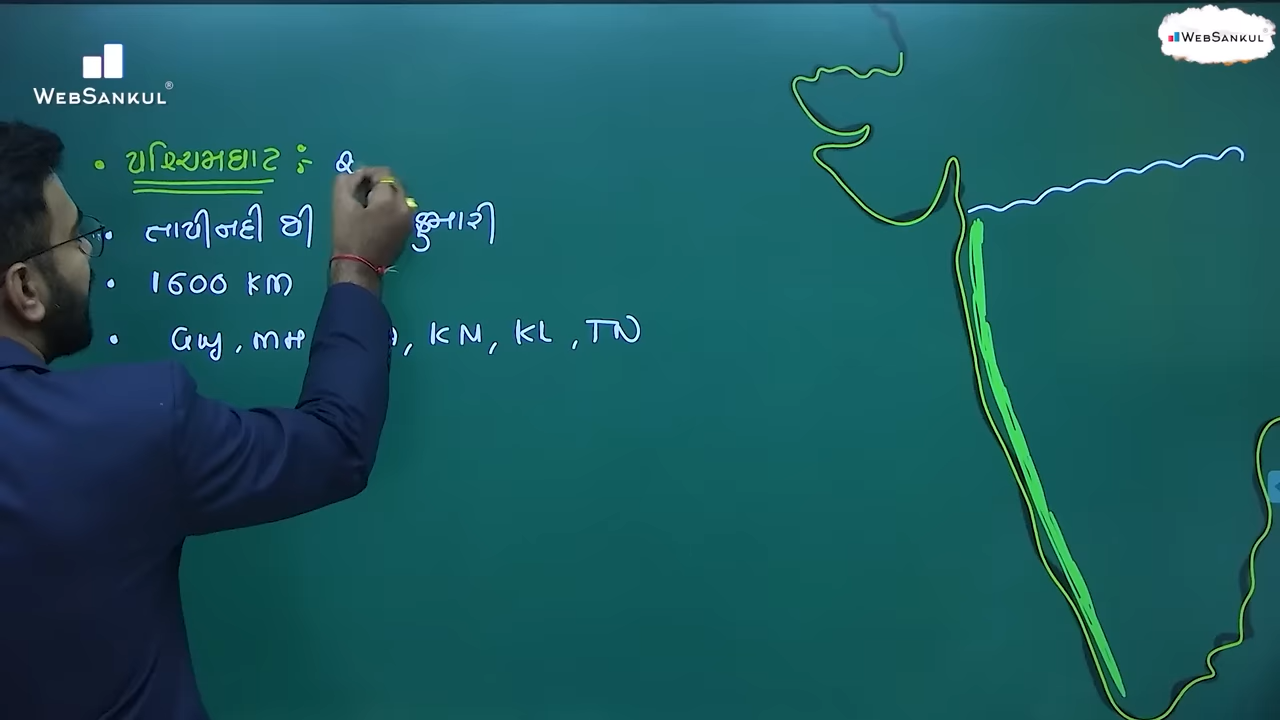 WEBSANKUL®
WEBSANKUL
• પશ્ચિમઘાટ :-
• તાપીનદી થી કુમારી
• 1600 KM
• Guj, MH , KN, KL, TN